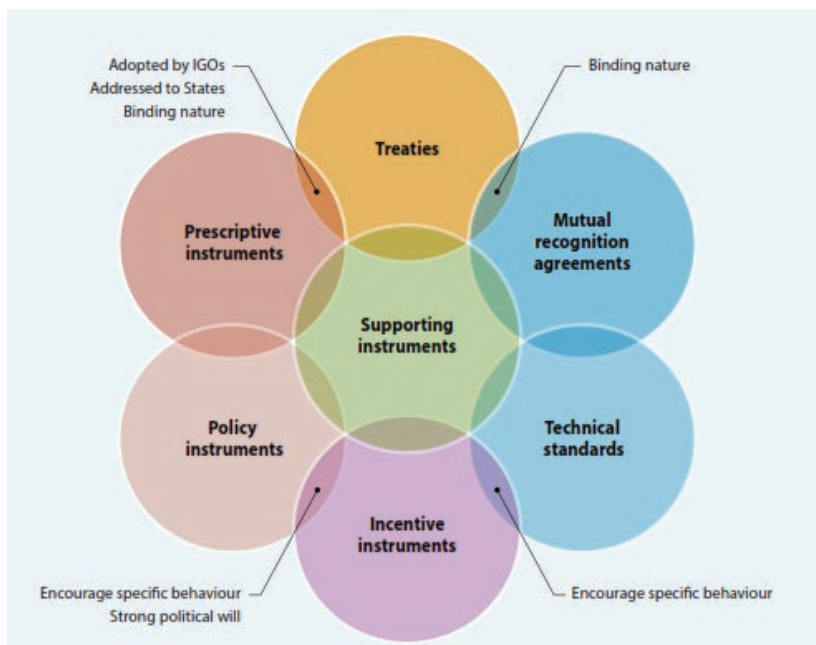 Adopted by IGOs
Addressed to States
Binding nature
Binding nature
Treaties
Prescriptive
instruments
Mutual
recognition
agreements
Supporting
instruments
Policy
instruments
Technical
standards
Incentive
instruments
Encourage specific behaviour
Strong political will
Encourage specific behaviour